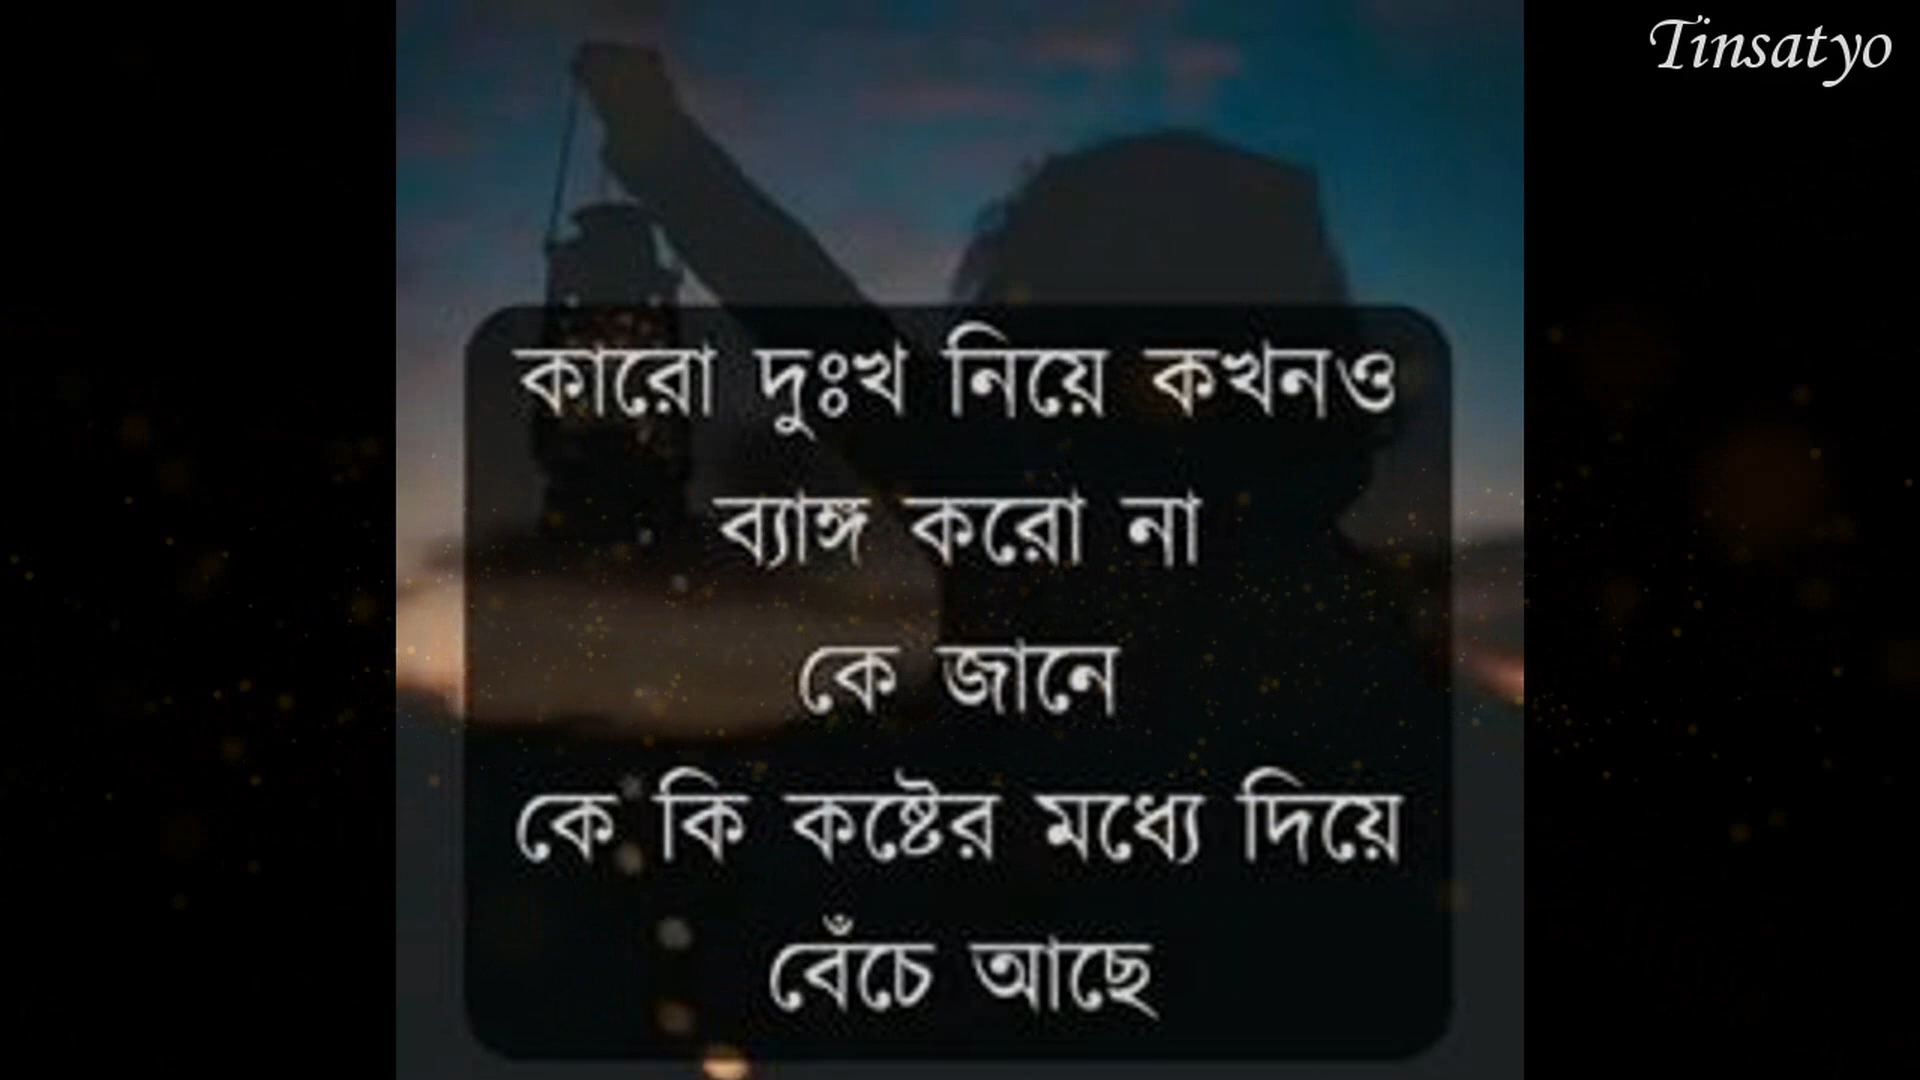 Tinsatyo
কারো দুঃখ নিয়ে কখনও
ব্যাঙ্গ করো না
কে জানে
কে কি কষ্টের মধ্যে দিয়ে
বেঁচে আছে